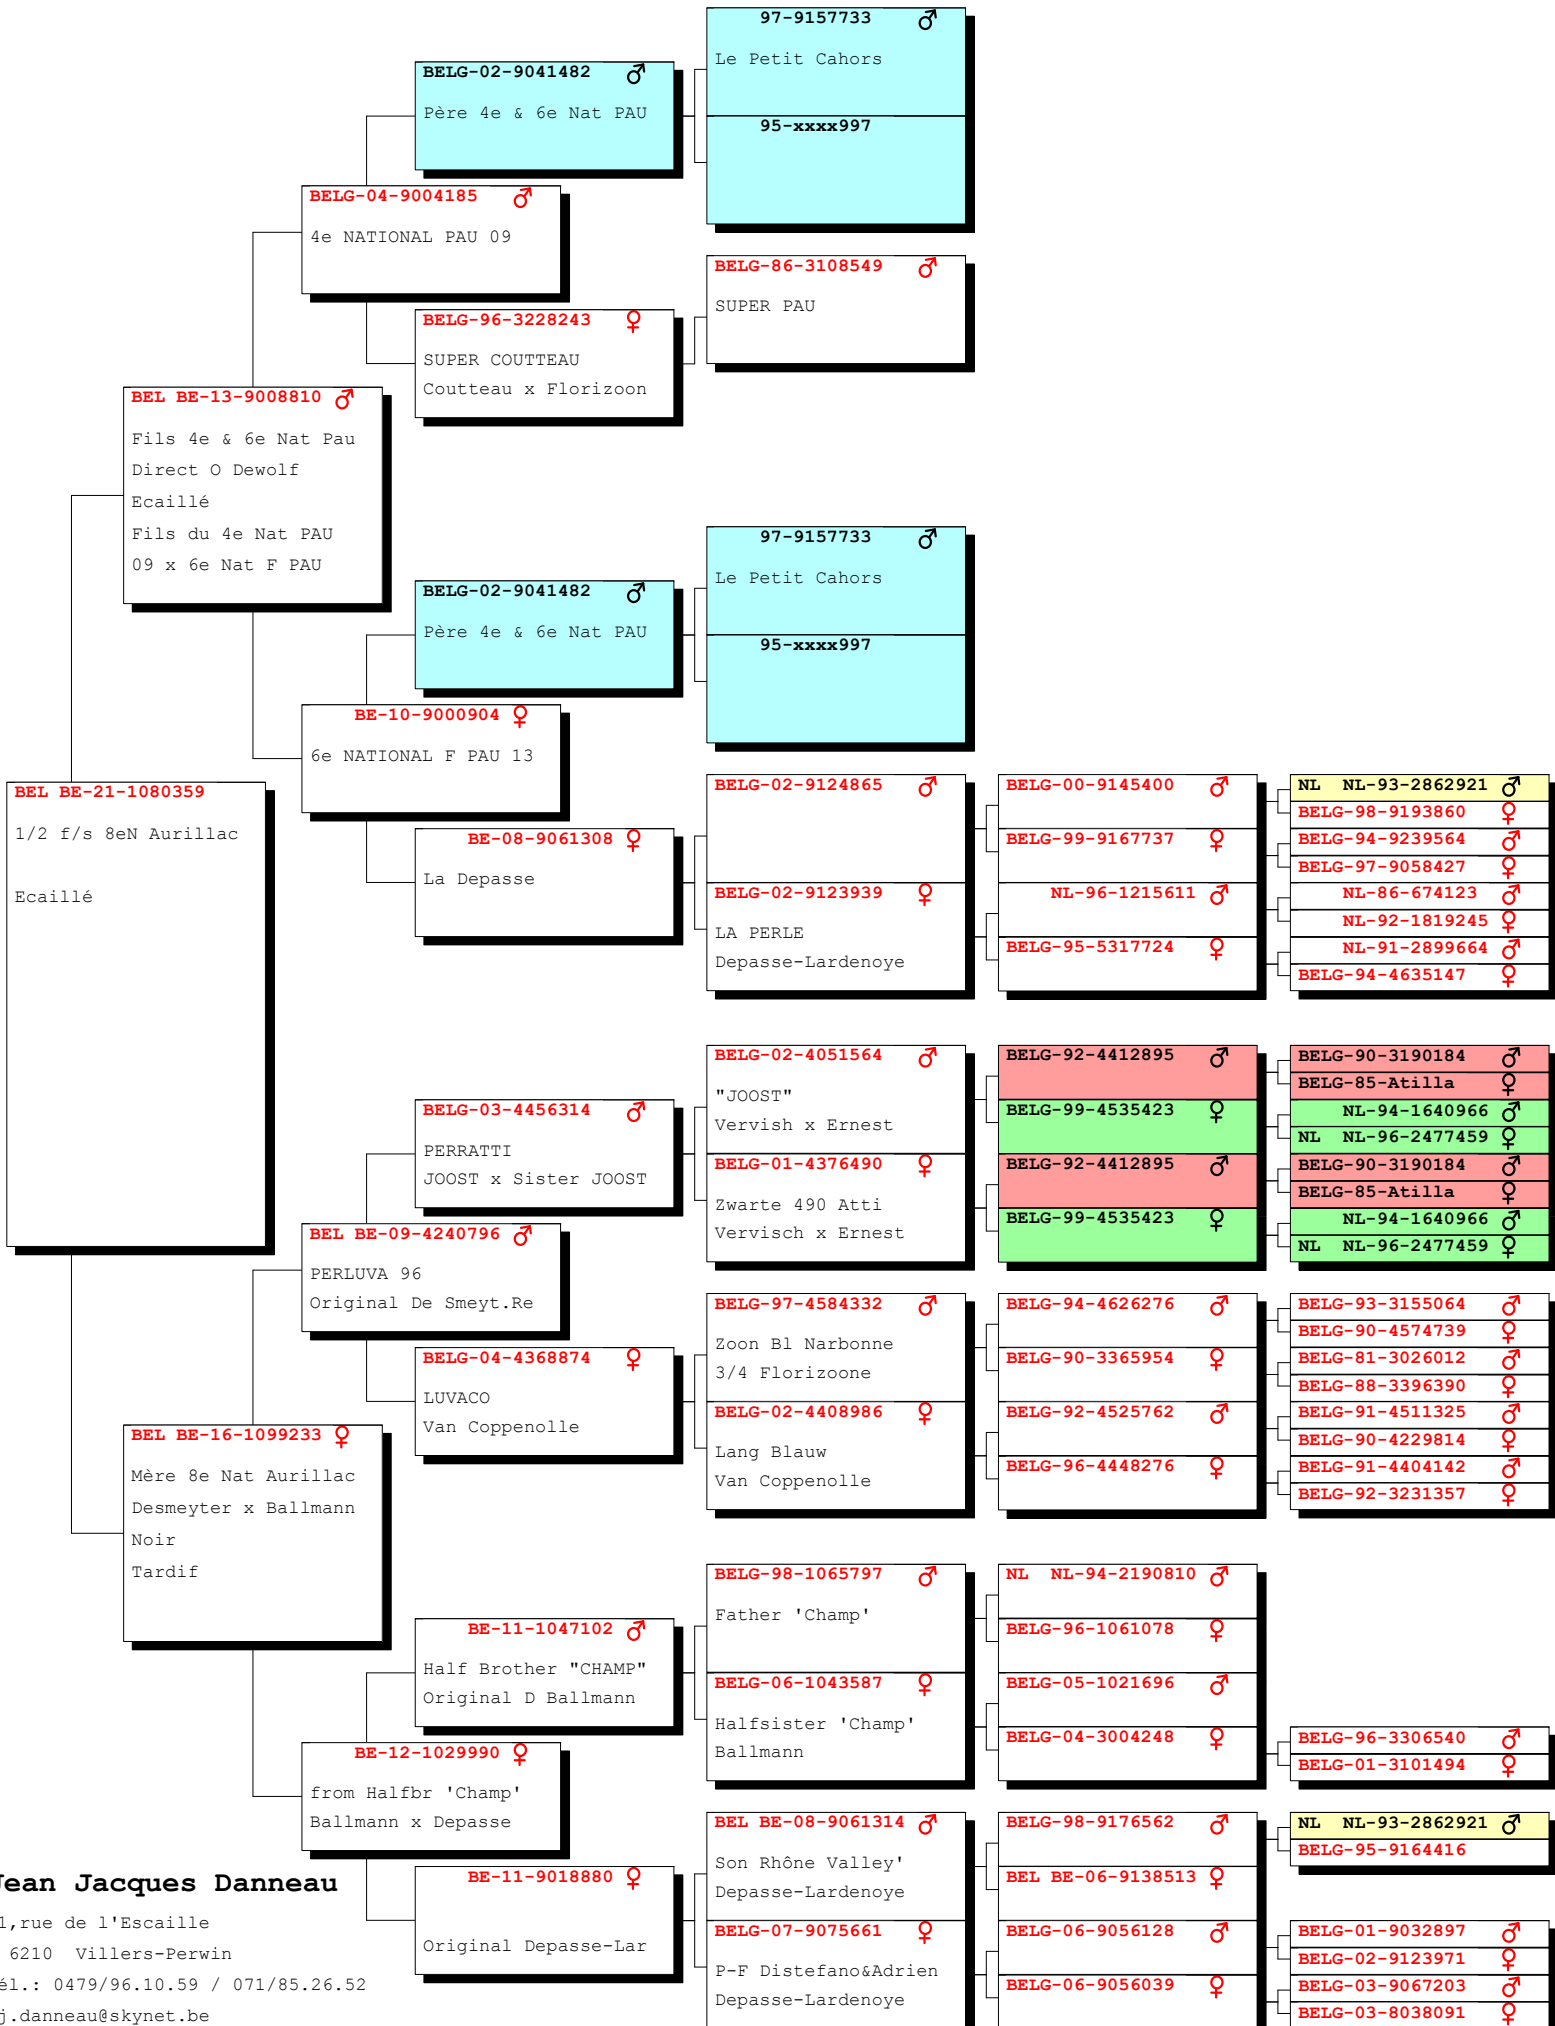 97-9157733 ♂
Le Petit Cahors
BELG-02-9041482 ♂
Père 4e & 6e Nat PAU
95-xxxx997
BELG-04-9004185 ♂
4e NATIONAL PAU 09
BELG-86-3108549 ♂
SUPER PAU
BELG-96-3228243 ♀
SUPER COUTTEAU
Coutteau x Florizoon
BEL BE-13-9008810 ♂
Fils 4e & 6e Nat Pau
Direct O Dewolf
Ecaillé
Fils du 4e Nat PAU
09 x 6e Nat F PAU
97-9157733 ♂
Le Petit Cahors
BELG-02-9041482 ♂
Père 4e & 6e Nat PAU
95-xxxx997
BE-10-9000904 ♀
6e NATIONAL F PAU 13
BE-08-9061308 ♀
La Depasse
BELG-02-9124865 ♂
BELG-02-9123939 ♀
LA PERLE
Depasse-Lardenoye
BELG-00-9145400 ♂
BELG-99-9167737 ♀
NL-96-1215611 ♂
BELG-95-5317724 ♀
NL NL-93-2862921 ♂
BELG-98-9193860 ♀
BELG-94-9239564 ♂
BELG-97-9058427 ♀
NL-86-674123 ♂
NL-92-1819245 ♀
NL-91-2899664 ♂
BELG-94-4635147 ♀
BEL BE-21-1080359
1/2 f/s 8eN Aurillac
Ecaillé
BELG-02-4051564 ♂
"JOOST"
Vervish x Ernest
BELG-01-4376490 ♀
Zwarte 490 Atti
Vervisch x Ernest
BELG-92-4412895 ♂
BELG-99-4535423 ♀
BELG-92-4412895 ♂
BELG-99-4535423 ♀
BELG-90-3190184 ♂
BELG-85-Atilla ♀
NL-94-1640966 ♂
NL NL-96-2477459 ♀
BELG-90-3190184 ♂
BELG-85-Atilla ♀
NL-94-1640966 ♂
NL NL-96-2477459 ♀
BELG-03-4456314 ♂
PERRATTI
JOOST x Sister JOOST
BEL BE-09-4240796 ♂
PERLUVA 96
Original De Smeyt.Re
BELG-04-4368874 ♀
LUVACO
Van Coppenolle
BELG-97-4584332 ♂
Zoon Bl Narbonne
3/4 Florizoone
BELG-02-4408986 ♀
Lang Blauw
Van Coppenolle
BELG-94-4626276 ♂
BELG-90-3365954 ♀
BELG-92-4525762 ♂
BELG-96-4448276 ♀
BELG-93-3155064 ♂
BELG-90-4574739 ♀
BELG-81-3026012 ♂
BELG-88-3396390 ♀
BELG-91-4511325 ♂
BELG-90-4229814 ♀
BELG-91-4404142 ♂
BELG-92-3231357 ♀
BEL BE-16-1099233 ♀
Mère 8e Nat Aurillac
Desmeyter x Ballmann
Noir
Tardif
BELG-98-1065797 ♂
Father 'Champ'
BELG-06-1043587 ♀
Halfsister 'Champ'
Ballmann
NL NL-94-2190810 ♂
BELG-96-1061078 ♀
BELG-05-1021696 ♂
BELG-04-3004248 ♀
BELG-96-3306540 ♂
BELG-01-3101494 ♀
BE-11-1047102 ♂
Half Brother "CHAMP"
Original D Ballmann
BE-12-1029990 ♀
from Halfbr 'Champ'
Ballmann x Depasse
BE-11-9018880 ♀
Original Depasse-Lar
BEL BE-08-9061314 ♂
Son Rhône Valley'
Depasse-Lardenoye
BELG-07-9075661 ♀
P-F Distefano&Adrien
Depasse-Lardenoye
BELG-98-9176562 ♂
BEL BE-06-9138513 ♀
BELG-06-9056128 ♂
BELG-06-9056039 ♀
NL NL-93-2862921 ♂
BELG-95-9164416
BELG-01-9032897 ♂
BELG-02-9123971 ♀
BELG-03-9067203 ♂
BELG-03-8038091 ♀
Jean Jacques Danneau
1,rue de l'Escaille
6210 Villers-Perwin
él.: 0479/96.10.59 / 071/85.26.52
j.danneau@skynet.be